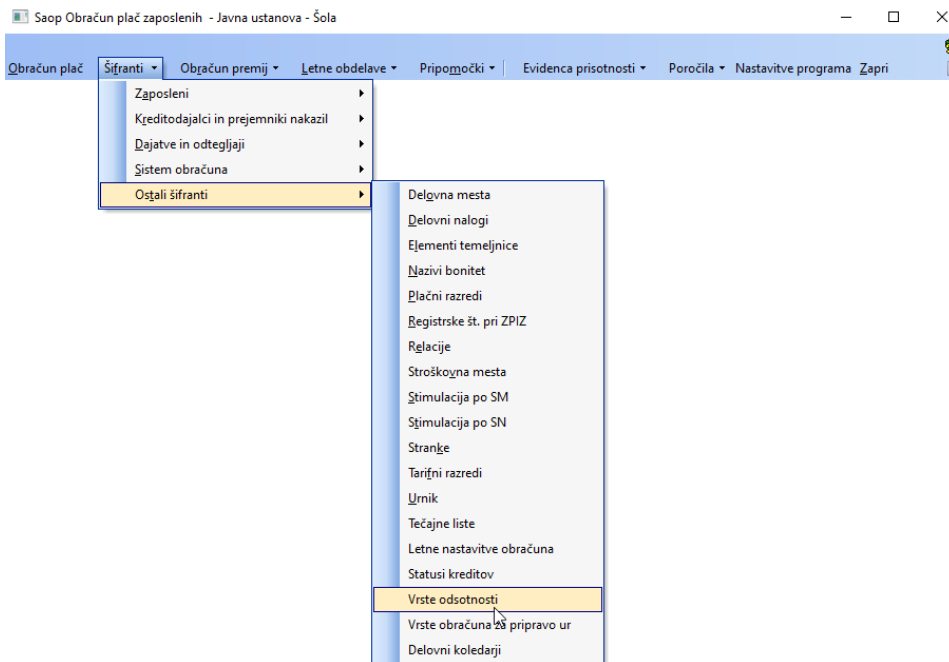 Saop Obračun plač zaposlenih - Javna ustanova - Šola
Obračun plač Šifranti Obračun premij Letne obdelave Pripomočki Evidenca prisotnosti Poročila Nastavitve programa Zapri
Zaposleni
Kreditodajalci in prejemniki nakazil
Dajatve in odtegljaji
Sistem obračuna
Ostali šifranti
Delovna mesta
Delovni nalogi
Elementi temeljnice
Nazivi bonitet
Plačni razredi
Registrske št. pri ZPIZ
Relacije
Stroškovna mesta
Stimulacija po SM
Stimulacija po SN
Stranke
Tarifni razredi
Urnik
Tečajne liste
Letne nastavitve obračuna
Statusi kreditov
Vrste odsotnosti
Vrste obračuna za pripravo ur
Delovni koledarji